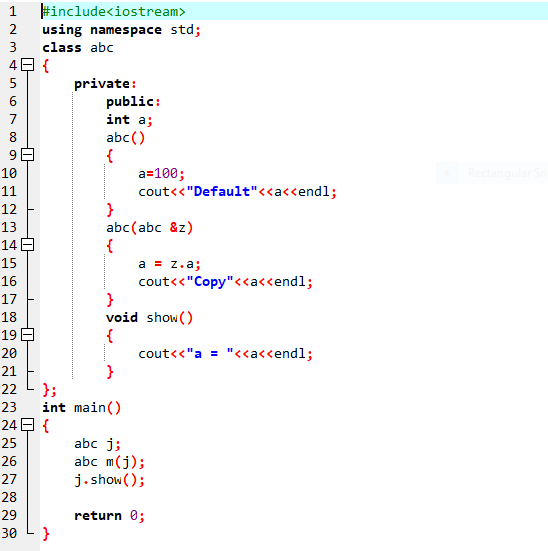 1 #include<iostream>
2 using namespace std;
3 class abc
4 {
5 private:
6 public:
7 int a;
8 abc()
9 {
10 a=100;
11 cout<<"Default"<<a<<endl;
12 }
13 abc(abc &z)
14 {
15 a = z.a;
16 cout<<"Copy"<<a<<endl;
17 }
18 void show()
19 {
20 cout<<"a = "<<a<<endl;
21 }
22 };
23 int main()
24 {
25 abc j;
26 abc m(j);
27 j.show();
28
29 return 0;
30 }